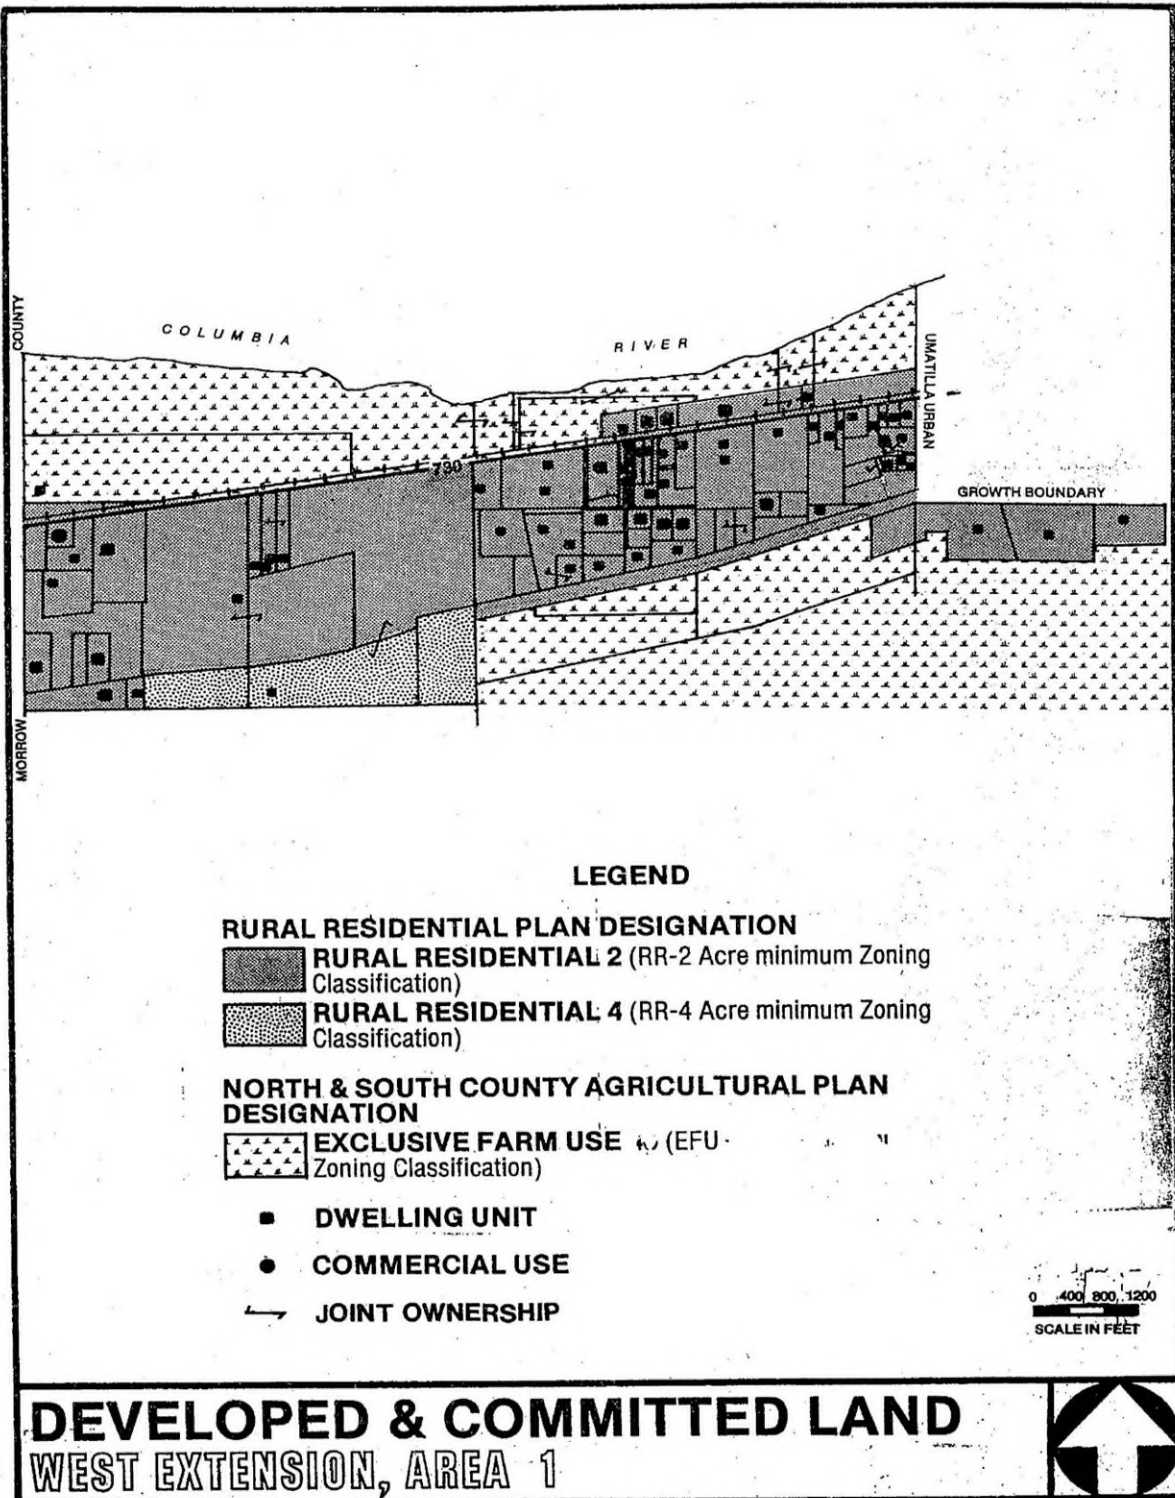 COUNTY
COLUMBIA
RIVER
UMATILLA URBAN
730
GROWTH BOUNDARY
MORROW
LEGEND
RURAL RESIDENTIAL PLAN DESIGNATION
RURAL RESIDENTIAL 2 (RR-2 Acre minimum Zoning
Classification)
RURAL RESIDENTIAL 4 (RR-4 Acre minimum Zoning
Classification)
NORTH & SOUTH COUNTY AGRICULTURAL PLAN
DESIGNATION
EXCLUSIVE FARM USE (EFU-
Zoning Classification)
DWELLING UNIT
COMMERCIAL USE
JOINT OWNERSHIP
0 400 800 1200
SCALE IN FEET
DEVELOPED & COMMITTED LAND
WEST EXTENSION, AREA 1